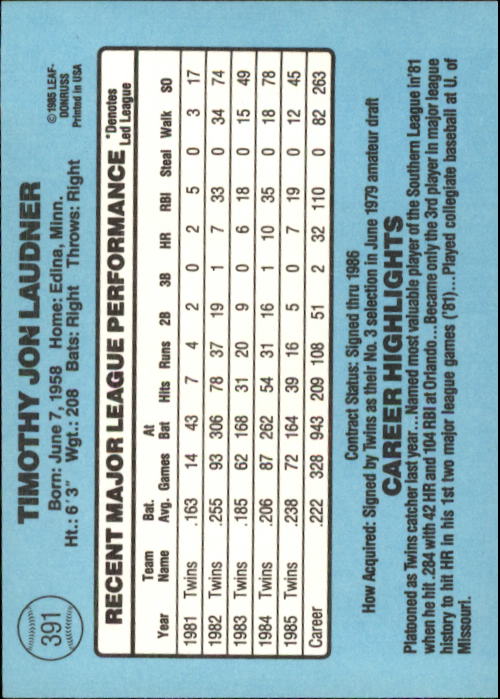 391
TIMOTHY JON LAUDNER
Born: June 7, 1958 Home: Edina, Minn.
Ht.: 6'3" Wgt.: 208 Bats: Right Throws: Right
©1985 LEAF-
DONRUSS
Printed in USA
RECENT MAJOR LEAGUE PERFORMANCE *Denotes
Led League
Team Bat. At
Year Name Avg. Games Bat Hits Runs 2B 3B HR RBI Steal Walk SO
1981 Twins .163 14 43 7 4 2 0 2 5 0 3 17
1982 Twins .255 93 306 78 37 19 1 7 33 0 34 74
1983 Twins .185 62 168 31 20 9 0 6 18 0 15 49
1984 Twins .206 87 262 54 31 16 1 10 35 0 18 78
1985 Twins .238 72 164 39 16 5 0 7 19 0 12 45
Career .222 328 943 209 108 51 2 32 110 0 82 263
Contract Status: Signed thru 1986
How Acquired: Signed by Twins as their No. 3 selection in June 1979 amateur draft
CAREER HIGHLIGHTS
Platooned as Twins catcher last year...Named most valuable player of the Southern League in'81
when he hit .284 with 42 HR and 104 RBI at Orlando...Became only the 3rd player in major league
history to hit HR in his 1st two major league games ('81)...Played collegiate baseball at U. of
Missouri.